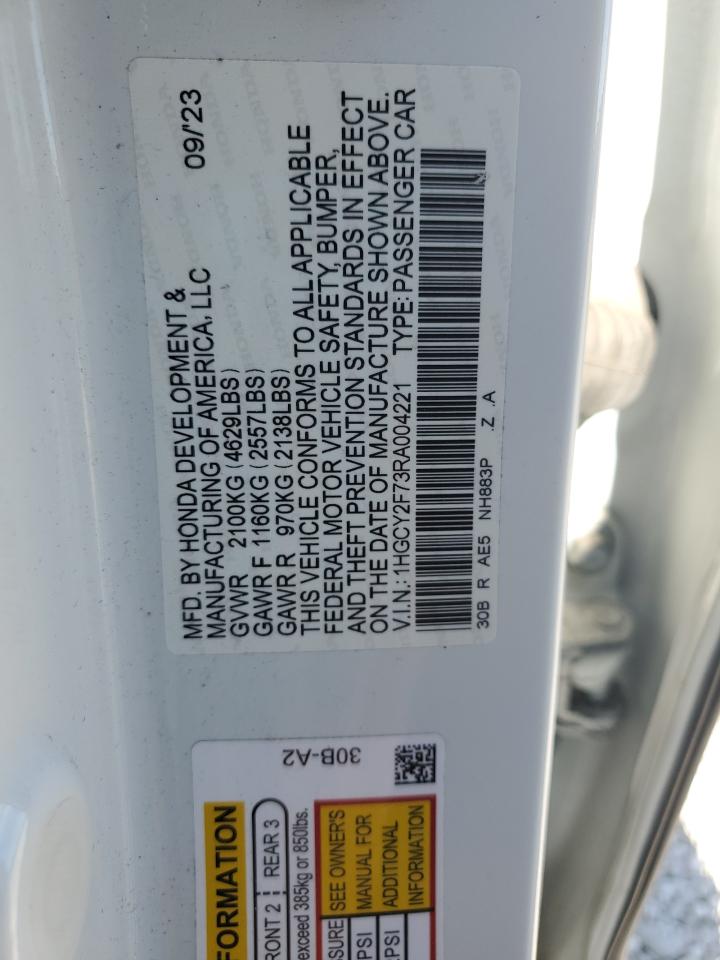 MFD. BY HONDA DEVELOPMENT &
MANUFACTURING OF AMERICA, LLC 09/'23
GVWR 2100KG (4629LBS)
GAWR F 1160KG (2557LBS)
GAWR R 970KG (2138LBS)
THIS VEHICLE CONFORMS TO ALL APPLICABLE
FEDERAL MOTOR VEHICLE SAFETY, BUMPER,
AND THEFT PREVENTION STANDARDS IN EFFECT
ON THE DATE OF MANUFACTURE SHOWN ABOVE.
V.I.N.:1HGCY2F73RA004221 TYPE:PASSENGER CAR
30B R AE5 NH883P .Z .A
30B-A2
FORMATION
RONT 2 REAR 3
exceed 385kg or 850lbs.
SURE SEE OWNER'S
PSI MANUAL FOR
PSI ADDITIONAL
INFORMATION